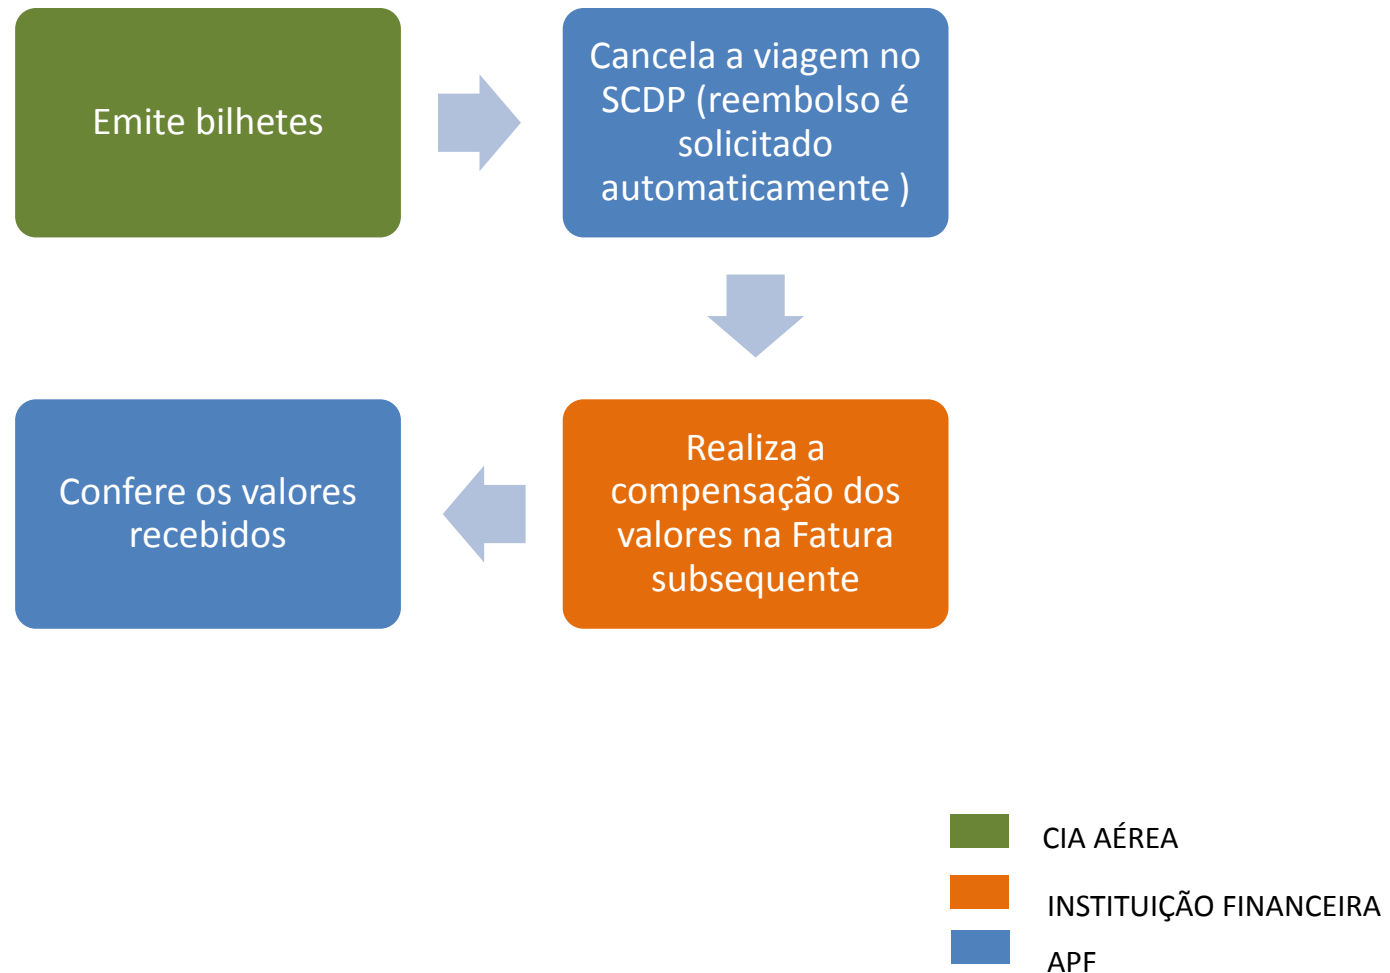 Emite bilhetes
Cancela a viagem no
SCDP (reembolso é
solicitado
automaticamente )
Realiza a
compensação dos
valores na Fatura
subsequente
Confere os valores
recebidos
CIA AÉREA
INSTITUIÇÃO FINANCEIRA
APF